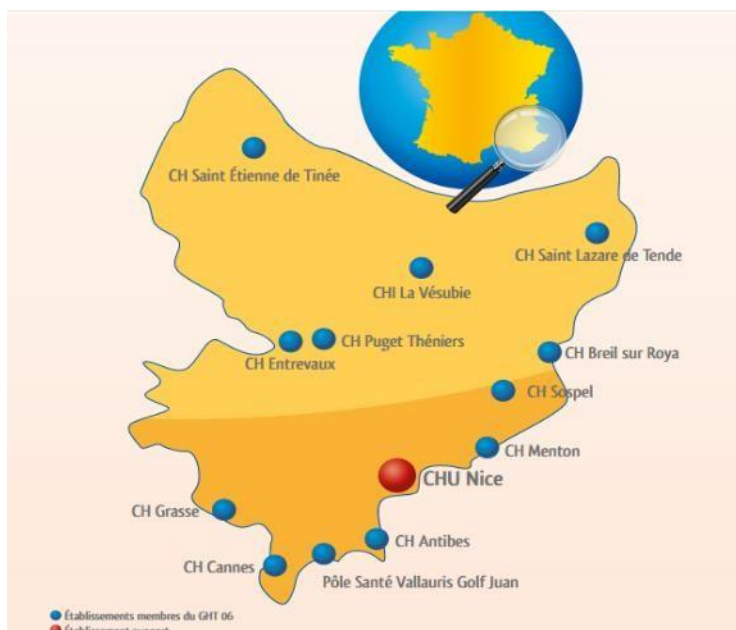 CH Saint Étienne de Tinée
CH Saint Lazare de Tende
CHI La Vésubie
CH Puget Théniers
CH Entrevaux
CH Breil sur Roya
CH Sospel
CH Menton
CHU Nice
CH Grasse
CH Antibes
CH Cannes
Pôle Santé Vallauris Golf Juan
Établissements membres du GHT 06
Établissement support